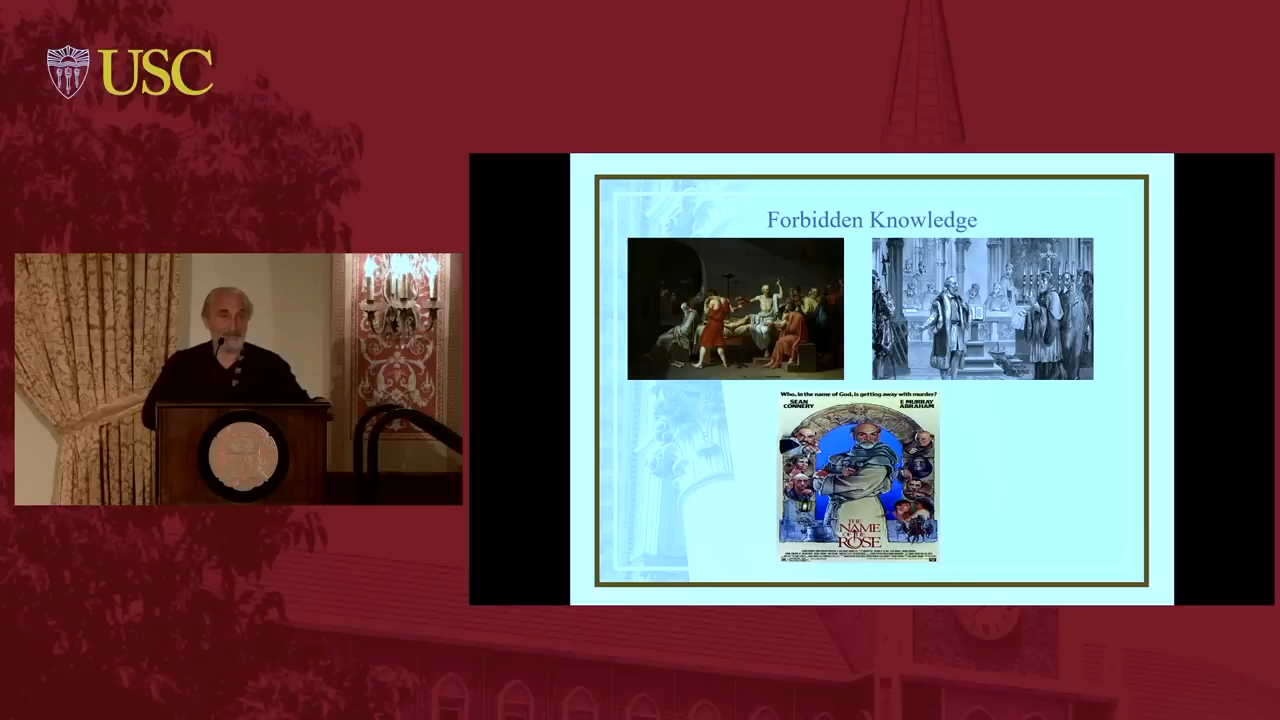 USC
Forbidden Knowledge
Who, in the name of God, is getting away with murder?
SEAN CONNERY
F. MURRAY ABRAHAM
THE
NAME
OF THE
ROSE